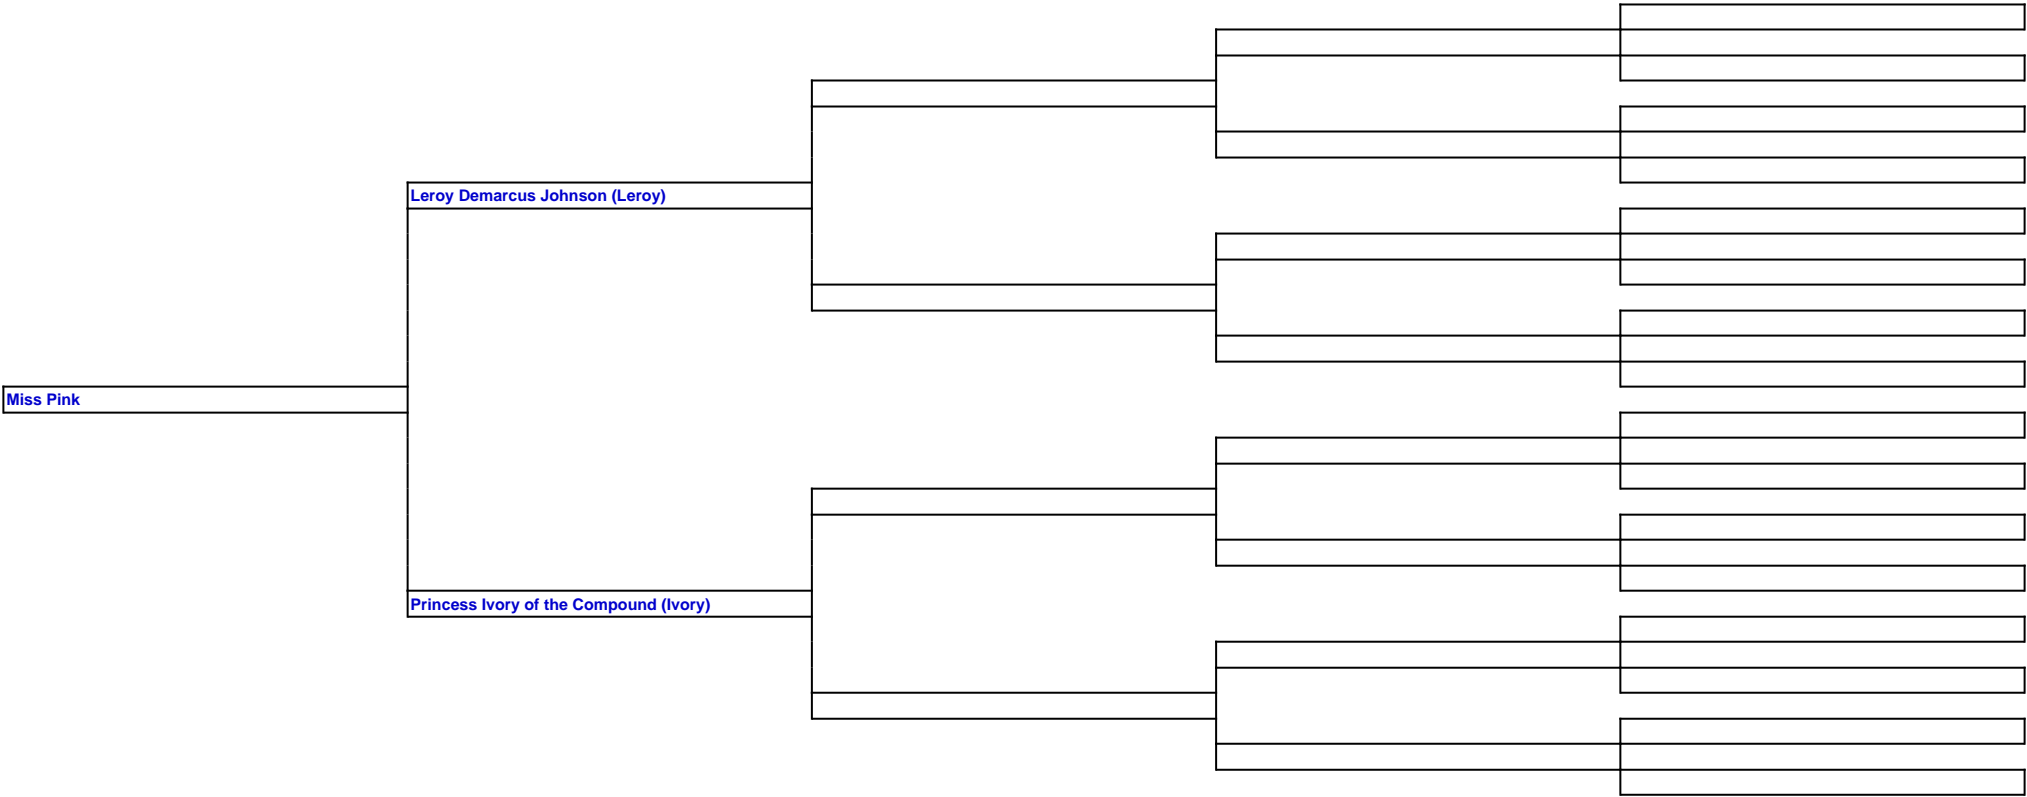 Leroy Demarcus Johnson (Leroy)
Miss Pink
Princess Ivory of the Compound (Ivory)